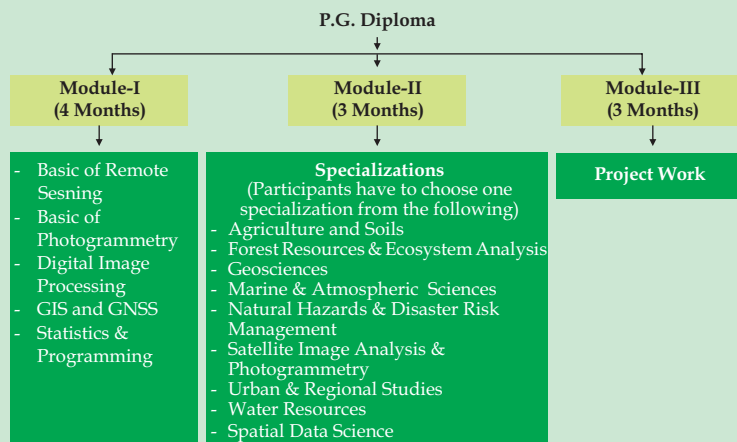 P.G. Diploma
Module-I
(4 Months)
- Basic of Remote
Sesning
- Basic of
Photogrammetry
- Digital Image
Processing
- GIS and GNSS
- Statistics &
Programming
Module-II
(3 Months)
Specializations
(Participants have to choose one
specialization from the following)
- Agriculture and Soils
- Forest Resources & Ecosystem Analysis
- Geosciences
- Marine & Atmospheric Sciences
- Natural Hazards & Disaster Risk
Management
- Satellite Image Analysis &
Photogrammetry
- Urban & Regional Studies
- Water Resources
- Spatial Data Science
Module-III
(3 Months)
Project Work